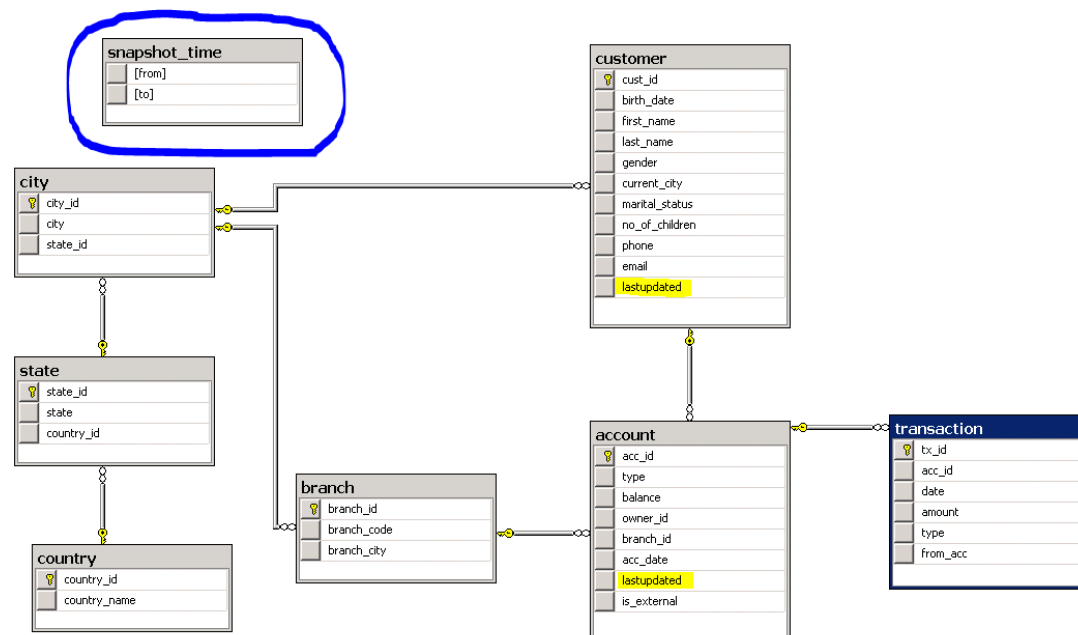 snapshot_time
[from]
[to]
customer
cust_id
birth_date
first_name
last_name
gender
current_city
marital_status
no_of_children
phone
email
lastupdated
city
city_id
city
state_id
state
state_id
state
country_id
country
country_id
country_name
branch
branch_id
branch_code
branch_city
account
acc_id
type
balance
owner_id
branch_id
acc_date
lastupdated
is_external
transaction
tx_id
acc_id
date
amount
type
from_acc